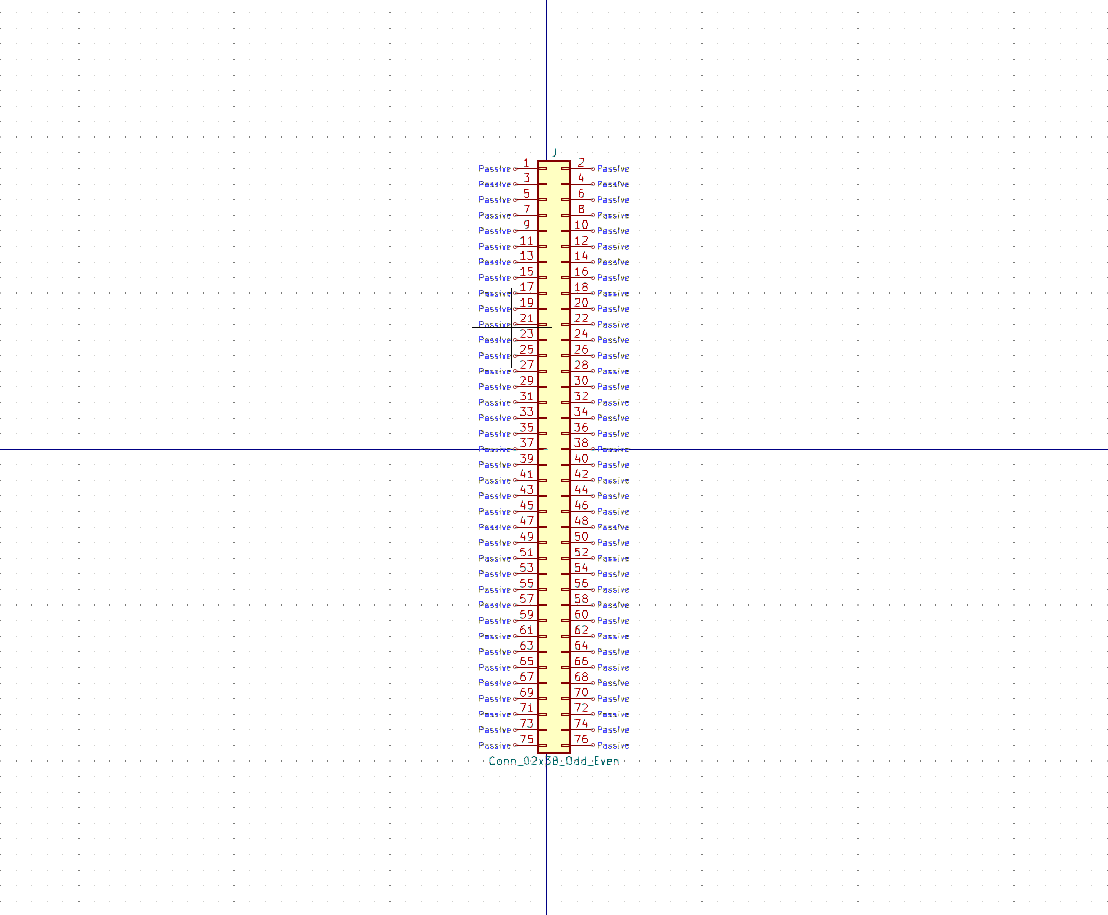 J
Passive 1 2 Passive
Passive 3 4 Passive
Passive 5 6 Passive
Passive 7 8 Passive
Passive 9 10 Passive
Passive 11 12 Passive
Passive 13 14 Passive
Passive 15 16 Passive
Passive 17 18 Passive
Passive 19 20 Passive
Passive 21 22 Passive
Passive 23 24 Passive
Passive 25 26 Passive
Passive 27 28 Passive
Passive 29 30 Passive
Passive 31 32 Passive
Passive 33 34 Passive
Passive 35 36 Passive
Passive 37 38 Passive
Passive 39 40 Passive
Passive 41 42 Passive
Passive 43 44 Passive
Passive 45 46 Passive
Passive 47 48 Passive
Passive 49 50 Passive
Passive 51 52 Passive
Passive 53 54 Passive
Passive 55 56 Passive
Passive 57 58 Passive
Passive 59 60 Passive
Passive 61 62 Passive
Passive 63 64 Passive
Passive 65 66 Passive
Passive 67 68 Passive
Passive 69 70 Passive
Passive 71 72 Passive
Passive 73 74 Passive
Passive 75 76 Passive
Conn_02x38_Odd_Even